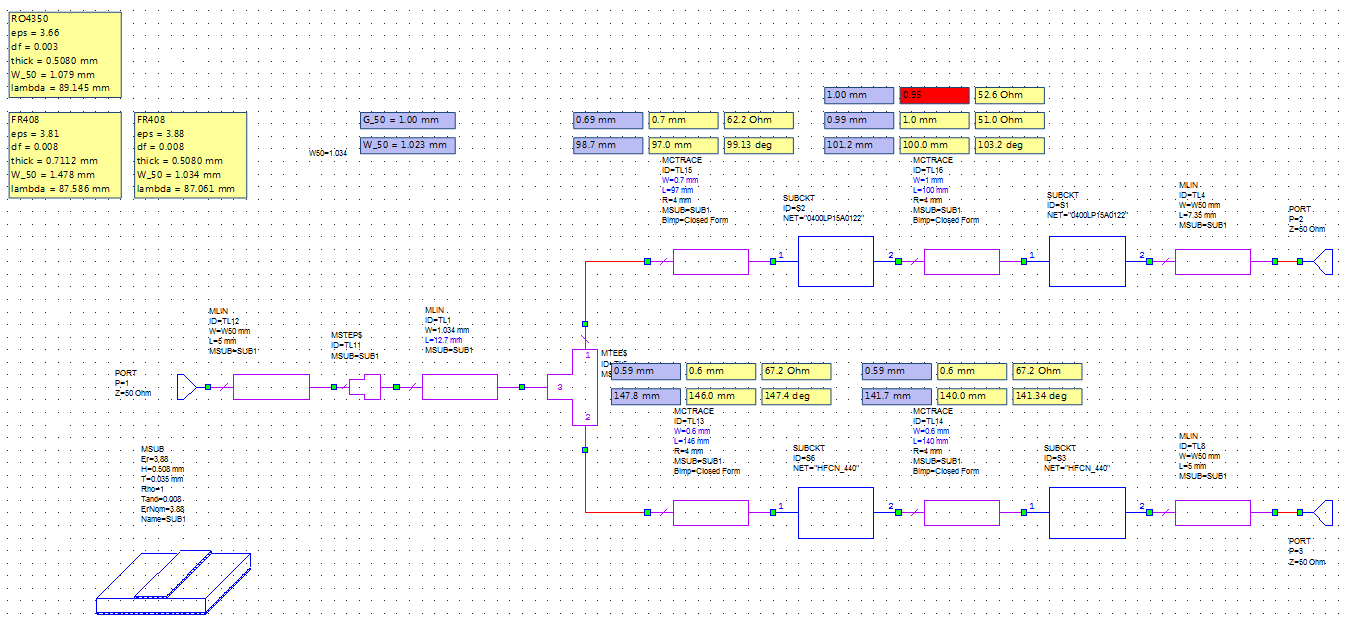 RO4350
eps = 3.66
df = 0.003
thick = 0.5080 mm
W_50 = 1.079 mm
lambda = 89.145 mm
FR408
eps = 3.81
df = 0.008
thick = 0.7112 mm
W_50 = 1.478 mm
lambda = 87.586 mm
FR408
eps = 3.88
df = 0.008
thick = 0.5080 mm
W_50 = 1.034 mm
lambda = 87.061 mm
W50=1.034
G_50 = 1.00 mm
W_50 = 1.023 mm
0.69 mm 0.7 mm 62.2 Ohm
98.7 mm 97.0 mm 99.13 deg
1.00 mm 0.95 52.6 Ohm
0.99 mm 1.0 mm 51.0 Ohm
101.2 mm 100.0 mm 103.2 deg
MCTRACE
ID=TL15
W=0.7 mm
L=97 mm
R=4 mm
MSUB=SUB1
Bimp=Closed Form
SUBCKT
ID=S2
NET="0400LP15A0122"
1 2
MCTRACE
ID=TL16
W=1 mm
L=100 mm
R=4 mm
MSUB=SUB1
Bimp=Closed Form
SUBCKT
ID=S1
NET="0400LP15A0122"
1 2
MLIN
ID=TL4
W=W50 mm
L=7.35 mm
MSUB=SUB1
PORT
P=2
Z=50 Ohm
PORT
P=1
Z=50 Ohm
MLIN
ID=TL12
W=W50 mm
L=5 mm
MSUB=SUB1
MSTEP$
ID=TL11
MSUB=SUB1
MLIN
ID=TL1
W=1.034 mm
L=12.7 mm
MSUB=SUB1
MTEE$
1
3
2
0.59 mm 0.6 mm 67.2 Ohm
147.8 mm 146.0 mm 147.4 deg
0.59 mm 0.6 mm 67.2 Ohm
141.7 mm 140.0 mm 141.34 deg
MCTRACE
ID=TL13
W=0.6 mm
L=146 mm
R=4 mm
MSUB=SUB1
Bimp=Closed Form
SUBCKT
ID=S6
NET="HFCN_440"
1 2
MCTRACE
ID=TL14
W=0.6 mm
L=140 mm
R=4 mm
MSUB=SUB1
Bimp=Closed Form
SUBCKT
ID=S3
NET="HFCN_440"
1 2
MLIN
ID=TL8
W=W50 mm
L=5 mm
MSUB=SUB1
PORT
P=3
Z=50 Ohm
MSUB
Er=3.88
H=0.508 mm
T=0.035 mm
Rho=1
Tand=0.008
ErNom=3.88
Name=SUB1